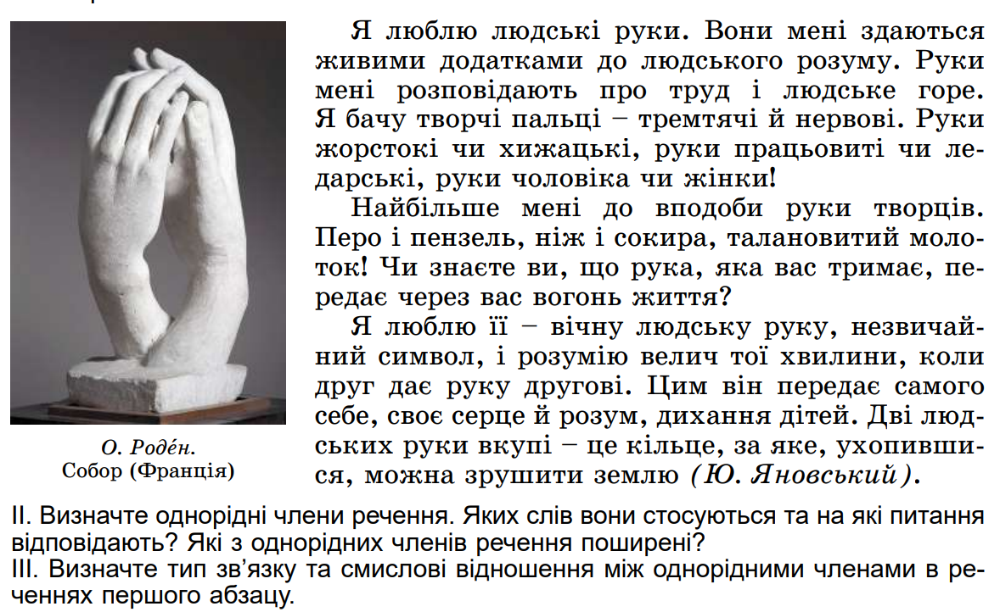 Я люблю людські руки. Вони мені здаються
живими додатками до людського розуму. Руки
мені розповідають про труд і людське горе.
Я бачу творчі пальці – тремтячі й нервові. Руки
жорстокі чи хижацькі, руки працьовиті чи ле-
дарські, руки чоловіка чи жінки!
Найбільше мені до вподоби руки творців.
Перо і пензель, ніж і сокира, талановитий моло-
ток! Чи знаєте ви, що рука, яка вас тримає, пе-
редає через вас вогонь життя?
Я люблю її – вічну людську руку, незвичай-
ний символ, і розумію велич тої хвилини, коли
друг дає руку другові. Цим він передає самого
себе, своє серце й розум, дихання дітей. Дві люд-
ських руки вкупі – це кільце, за яке, ухопивши-
ся, можна зрушити землю (Ю. Яновський).
О. Роде́н.
Собор (Франція)
ІІ. Визначте однорідні члени речення. Яких слів вони стосуються та на які питання
відповідають? Які з однорідних членів речення поширені?
ІІІ. Визначте тип зв’язку та смислові відношення між однорідними членами в ре-
ченнях першого абзацу.